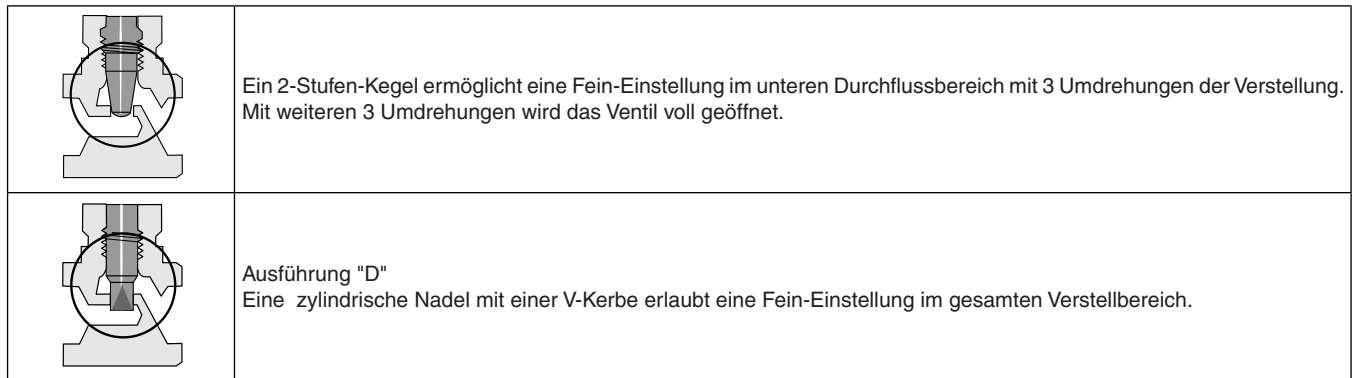 Ein 2-Stufen-Kegel ermöglicht eine Fein-Einstellung im unteren Durchflussbereich mit 3 Umdrehungen der Verstellung.
Mit weiteren 3 Umdrehungen wird das Ventil voll geöffnet.
Ausführung "D"
Eine zylindrische Nadel mit einer V-Kerbe erlaubt eine Fein-Einstellung im gesamten Verstellbereich.